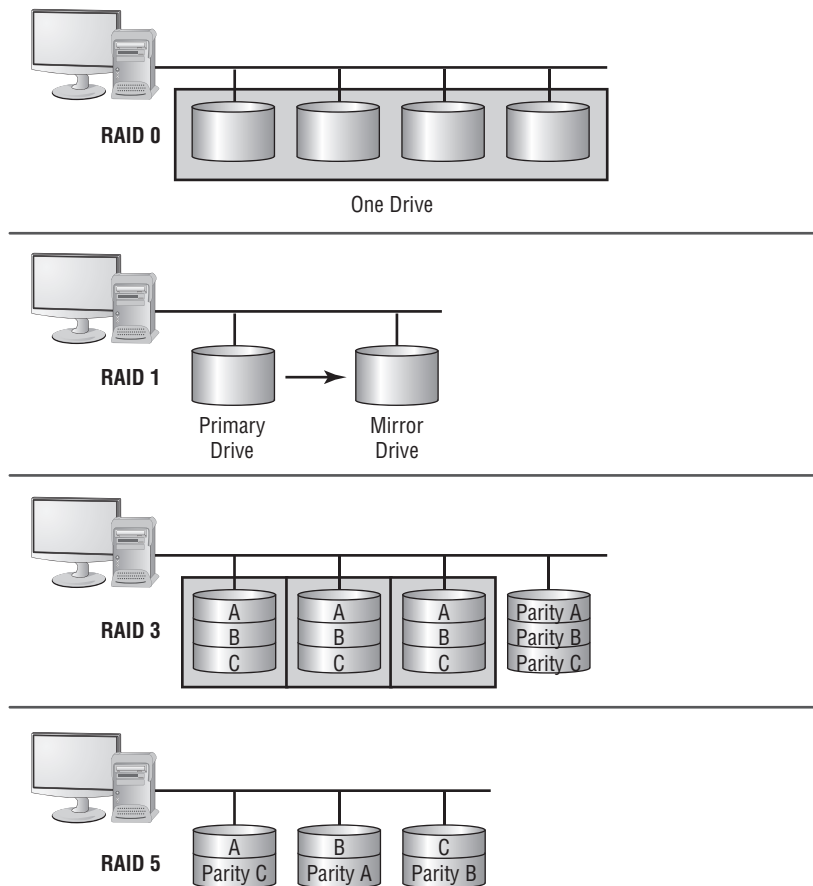 RAID 0
One Drive
RAID 1
Primary
Drive
Mirror
Drive
RAID 3
A
B
C
A
B
C
A
B
C
Parity A
Parity B
Parity C
RAID 5
A
Parity C
B
Parity A
C
Parity B